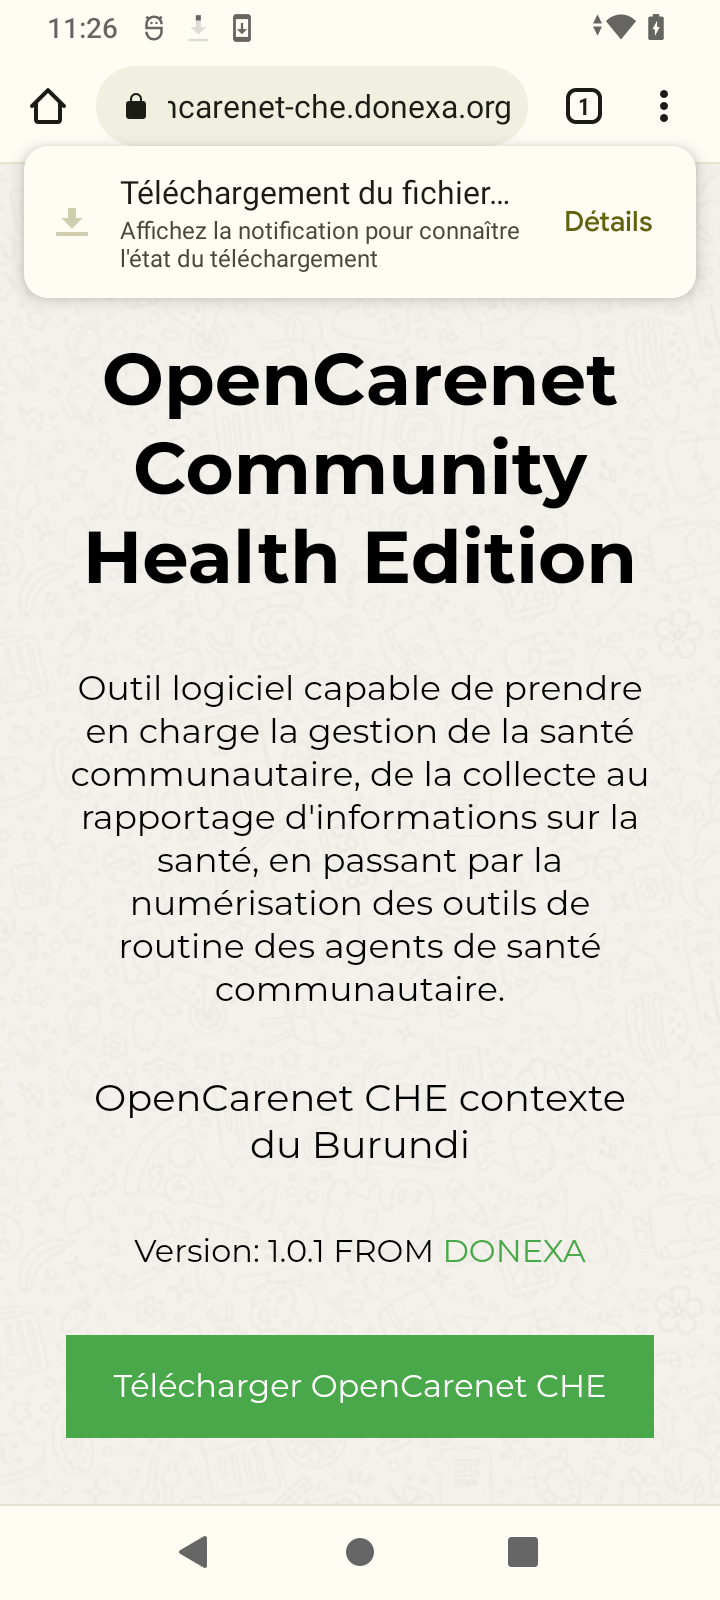 11:26
ncarenet-che.donexa.org
1
Téléchargement du fichier...
Affichez la notification pour connaître
l'état du téléchargement
Détails
OpenCarenet
Community
Health Edition
Outil logiciel capable de prendre
en charge la gestion de la santé
communautaire, de la collecte au
rapportage d'informations sur la
santé, en passant par la
numérisation des outils de
routine des agents de santé
communautaire.
OpenCarenet CHE contexte
du Burundi
Version: 1.0.1 FROM DONEXA
Télécharger OpenCarenet CHE